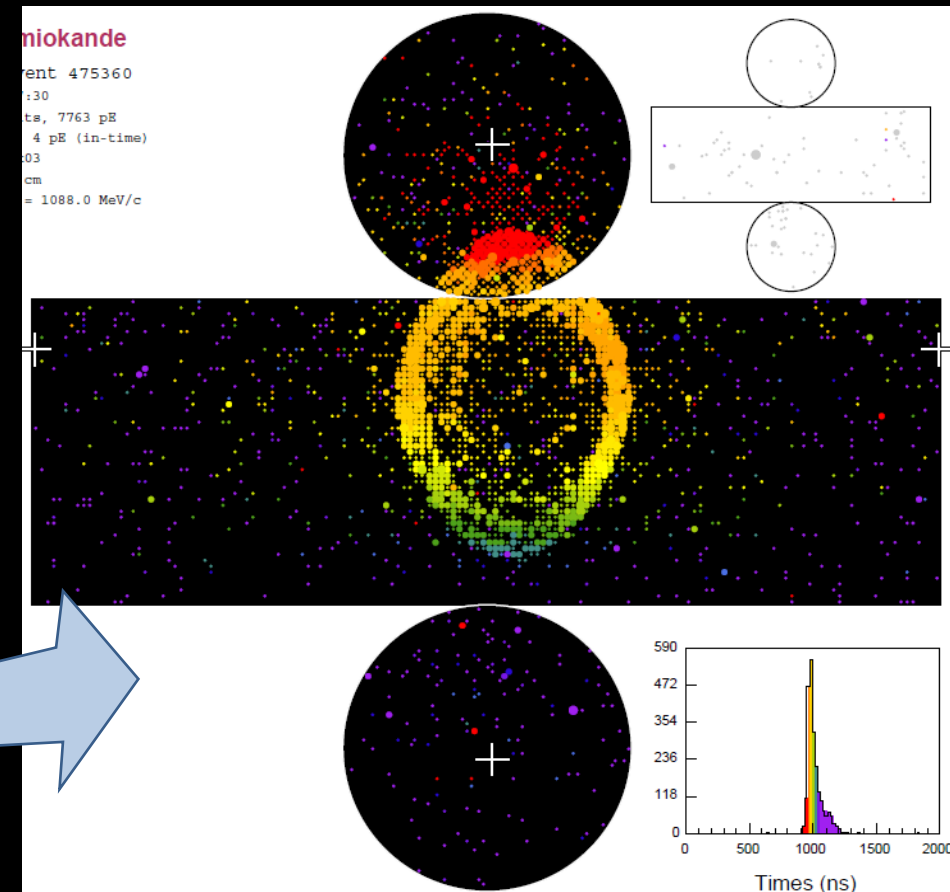 miokande
vent 475360
:30
ts, 7763 pE
4 pE (in-time)
:03
cm
= 1088.0 MeV/c
590
472
354
236
118
0
0 500 1000 1500 2000
Times (ns)